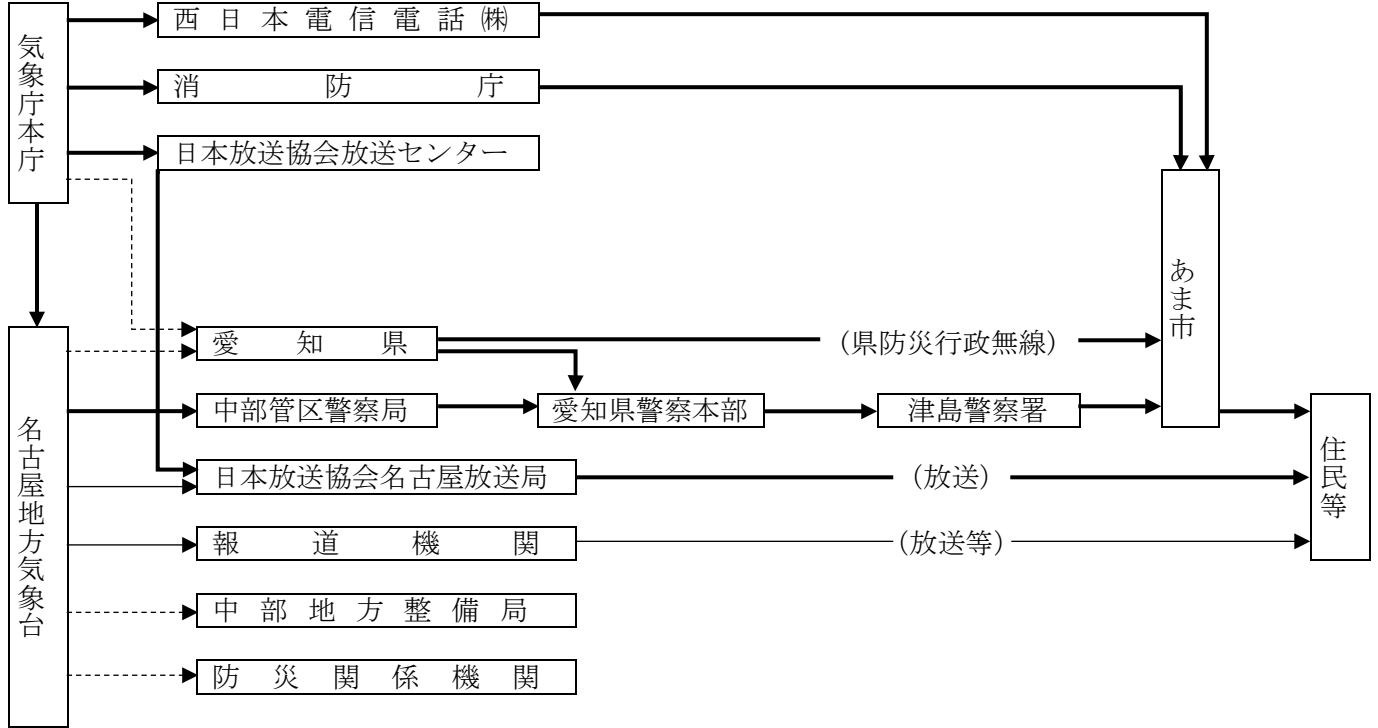 気象庁本庁
西日本電信電話㈱
消防庁
日本放送協会放送センター
あま市
名古屋地方気象台
愛知県
(県防災行政無線)
中部管区警察局
愛知県警察本部
津島警察署
住民等
日本放送協会名古屋放送局
(放送)
報道機関
(放送等)
中部地方整備局
防災関係機関